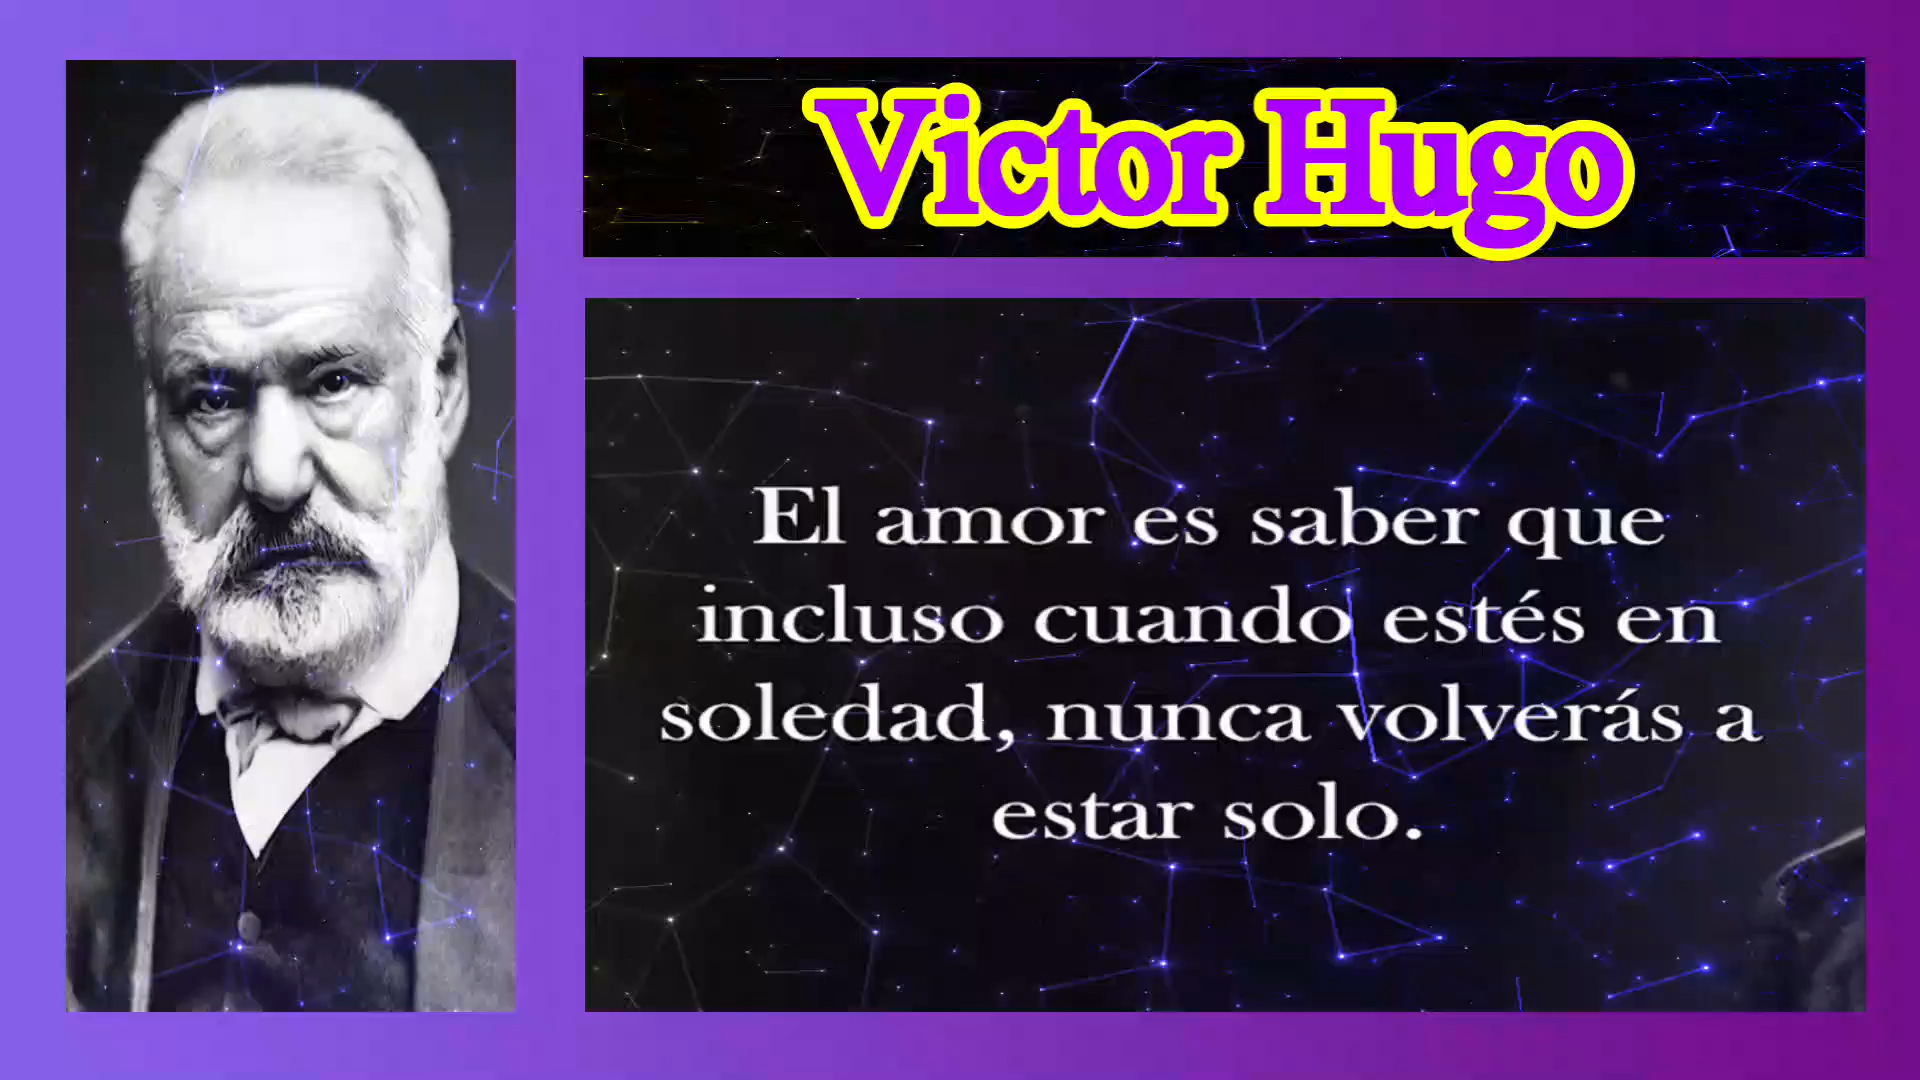 Victor Hugo
El amor es saber que
incluso cuando estés en
soledad, nunca volverás a
estar solo.